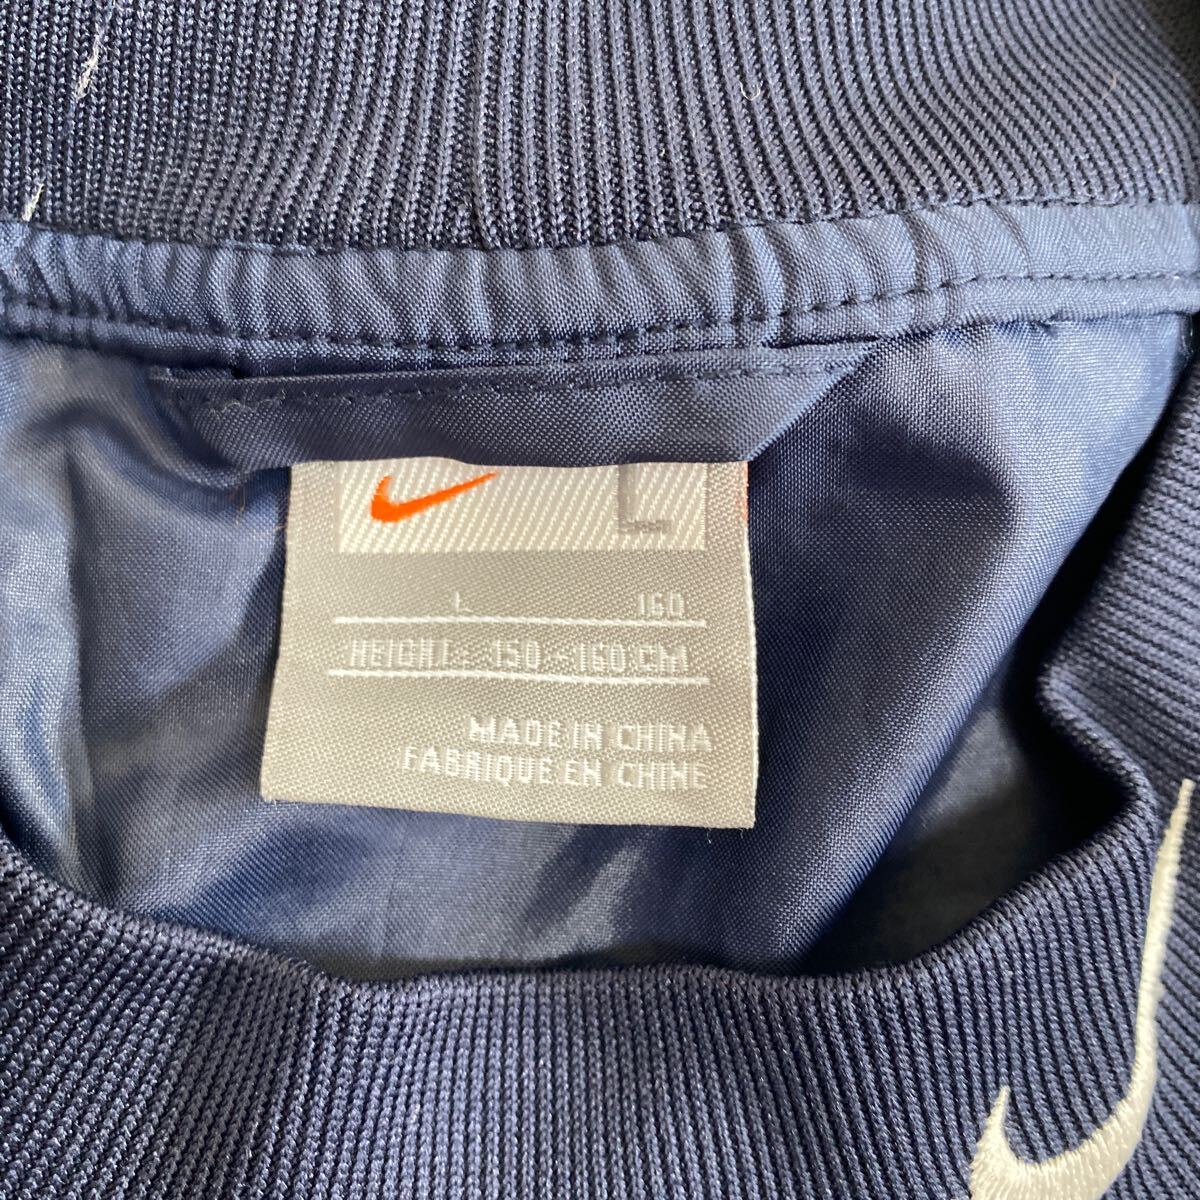 L
L 160
HEIGHT: 150~160 CM
MADE IN CHINA
FABRIQUE EN CHINE